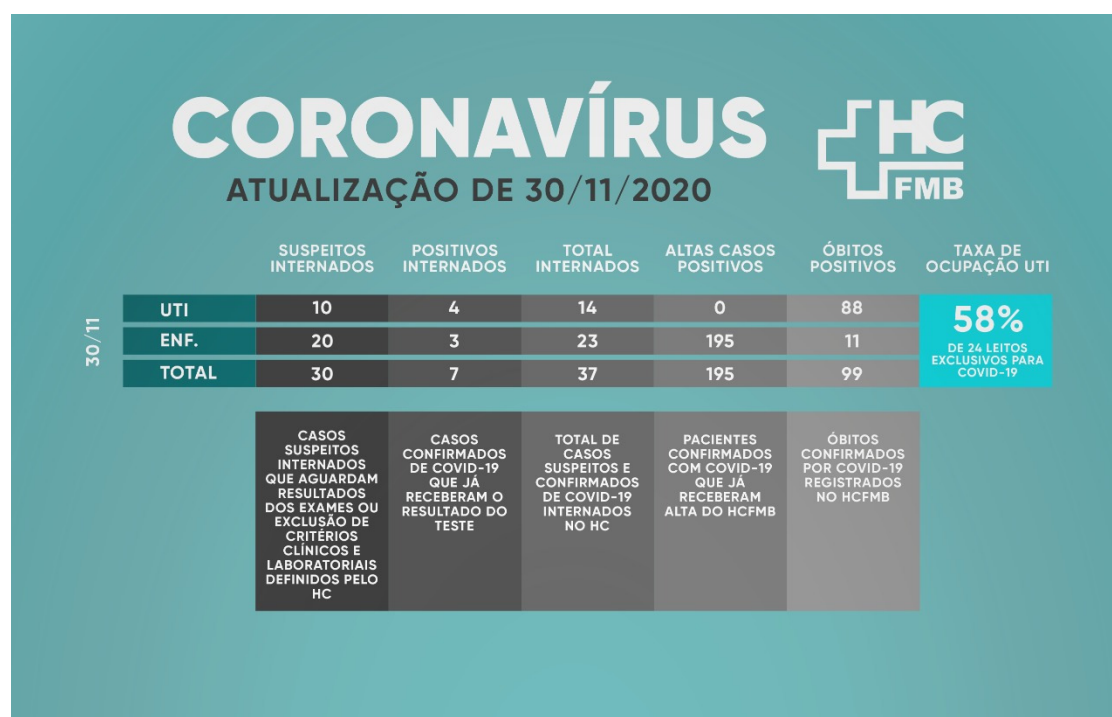 CORONAVÍRUS
ATUALIZAÇÃO DE 30/11/2020
HC
FMB
SUSPEITOS
INTERNADOS
POSITIVOS
INTERNADOS
TOTAL
INTERNADOS
ALTAS CASOS
POSITIVOS
ÓBITOS
POSITIVOS
TAXA DE
OCUPAÇÃO UTI
30/11
UTI 10 4 14 0 88
ENF. 20 3 23 195 11
TOTAL 30 7 37 195 99
58%
DE 24 LEITOS
EXCLUSIVOS PARA
COVID-19
CASOS
SUSPEITOS
INTERNADOS
QUE AGUARDAM
RESULTADOS
DOS EXAMES OU
EXCLUSÃO DE
CRITÉRIOS
CLÍNICOS E
LABORATORIAIS
DEFINIDOS PELO
HC
CASOS
CONFIRMADOS
DE COVID-19
QUE JÁ
RECEBERAM O
RESULTADO DO
TESTE
TOTAL DE
CASOS
SUSPEITOS E
CONFIRMADOS
DE COVID-19
INTERNADOS
NO HC
PACIENTES
CONFIRMADOS
COM COVID-19
QUE JÁ
RECEBERAM
ALTA DO HCFMB
ÓBITOS
CONFIRMADOS
POR COVID-19
REGISTRADOS
NO HCFMB